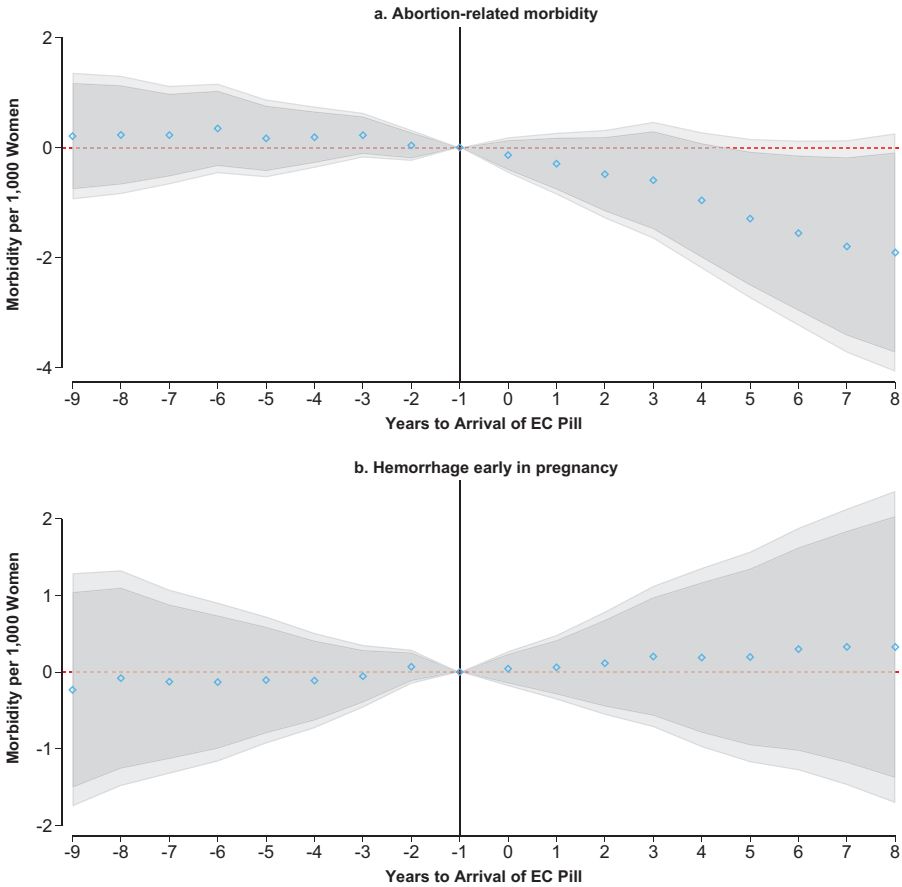 a. Abortion-related morbidity
Morbidity per 1,000 Women
2
0
-2
-4
-9 -8 -7 -6 -5 -4 -3 -2 -1 0 1 2 3 4 5 6 7 8
Years to Arrival of EC Pill
b. Hemorrhage early in pregnancy
Morbidity per 1,000 Women
2
1
0
-1
-2
-9 -8 -7 -6 -5 -4 -3 -2 -1 0 1 2 3 4 5 6 7 8
Years to Arrival of EC Pill